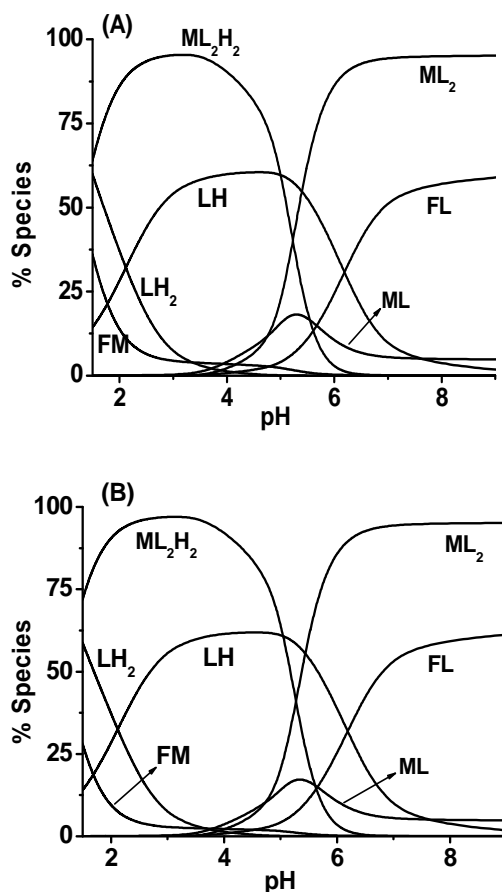 (A)
100
ML₂H₂
ML₂
75
LH
FL
50
% Species
LH₂
ML
25
FM
0
2 4 6 8
pH
(B)
100
ML₂H₂
ML₂
75
LH₂
LH
FL
50
% Species
FM
ML
25
0
2 4 6 8
pH